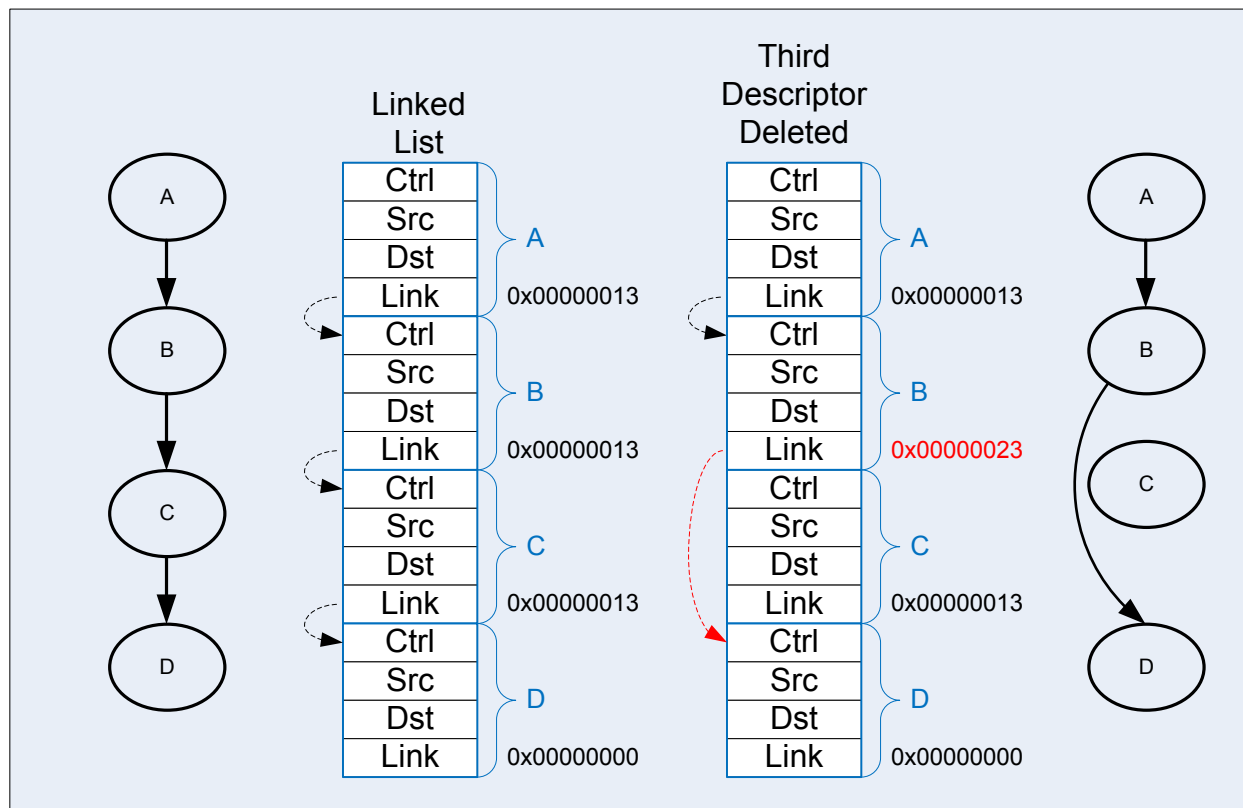 A
B
C
D
Linked
List
Ctrl
Src
Dst
Link 0x00000013
A
Ctrl
Src
Dst
Link 0x00000013
B
Ctrl
Src
Dst
Link 0x00000013
C
Ctrl
Src
Dst
Link 0x00000000
D
Third
Descriptor
Deleted
Ctrl
Src
Dst
Link 0x00000013
A
Ctrl
Src
Dst
Link 0x00000023
B
Ctrl
Src
Dst
Link 0x00000013
C
Ctrl
Src
Dst
Link 0x00000000
D
A
B
C
D